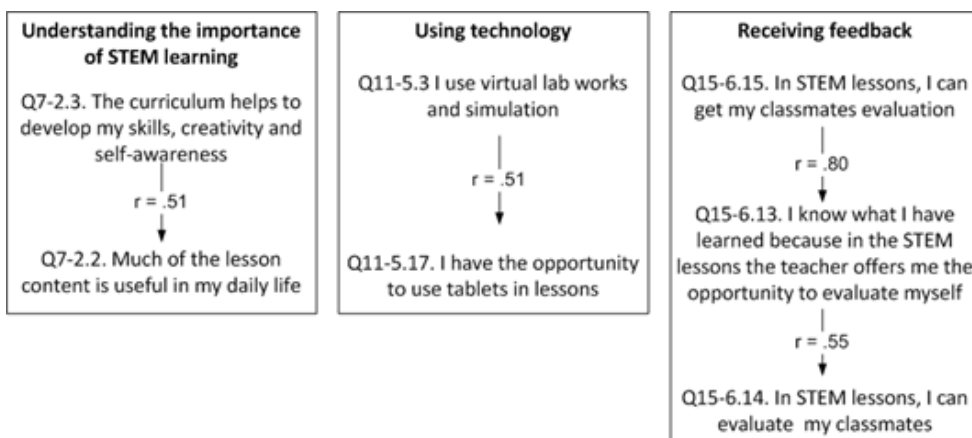 Understanding the importance
of STEM learning
Q7-2.3. The curriculum helps to
develop my skills, creativity and
self-awareness
r = .51
Q7-2.2. Much of the lesson
content is useful in my daily life
Using technology
Q11-5.3 I use virtual lab works
and simulation
r = .51
Q11-5.17. I have the opportunity
to use tablets in lessons
Receiving feedback
Q15-6.15. In STEM lessons, I can
get my classmates evaluation
r = .80
Q15-6.13. I know what I have
learned because in the STEM
lessons the teacher offers me the
opportunity to evaluate myself
r = .55
Q15-6.14. In STEM lessons, I can
evaluate my classmates